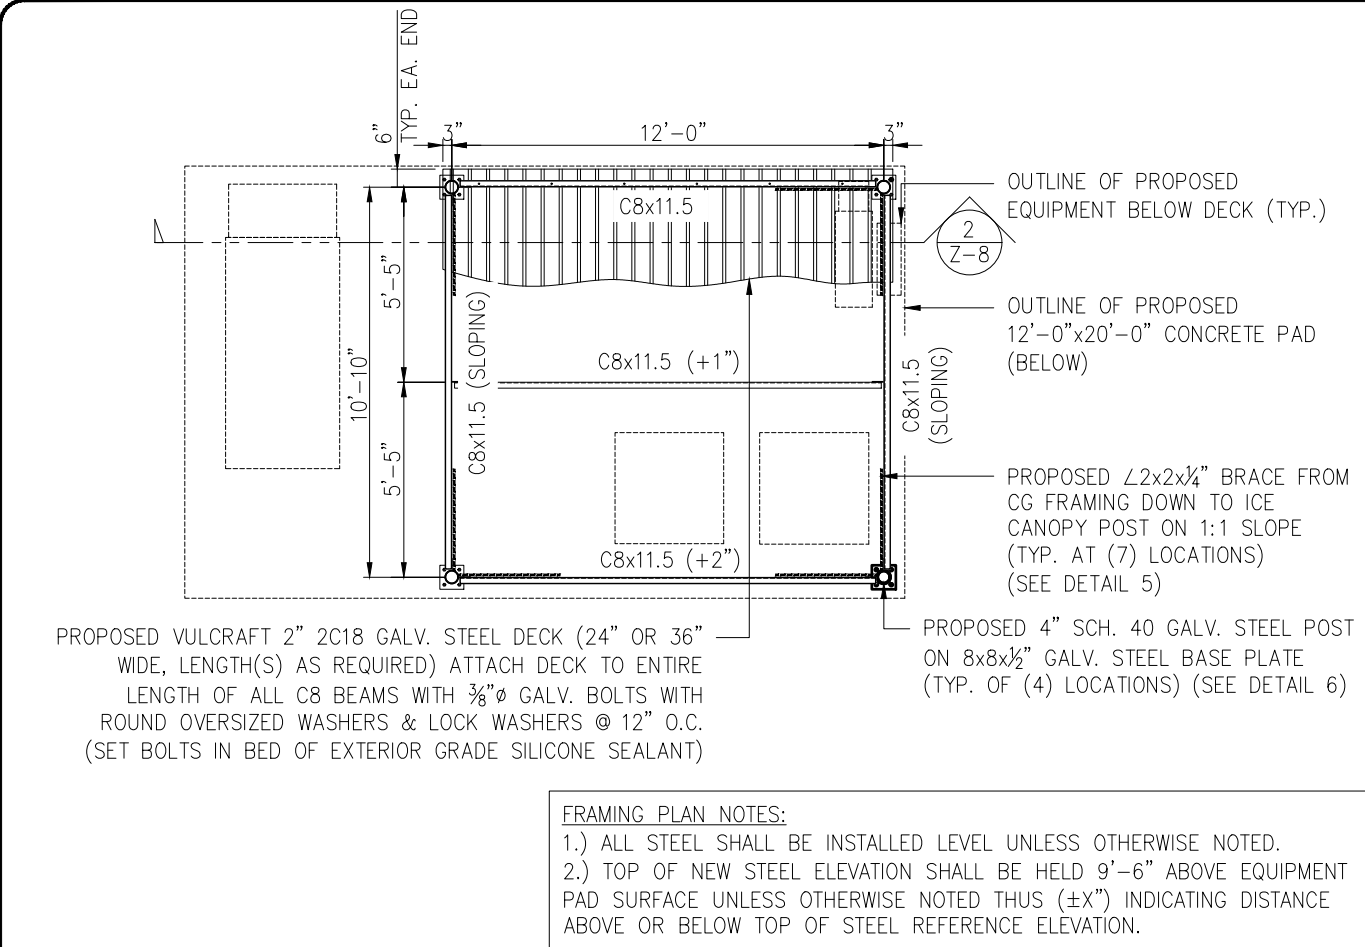 6”
TYP. EA. END
3”
12’-0”
3”
C8x11.5
OUTLINE OF PROPOSED
EQUIPMENT BELOW DECK (TYP.)
2
Z-8
5’-5”
10’-10”
5’-5”
C8x11.5 (SLOPING)
C8x11.5 (+1”)
OUTLINE OF PROPOSED
12’-0”x20’-0” CONCRETE PAD
(BELOW)
C8x11.5
(SLOPING)
PROPOSED ∠2x2x¼” BRACE FROM
CG FRAMING DOWN TO ICE
CANOPY POST ON 1:1 SLOPE
(TYP. AT (7) LOCATIONS)
(SEE DETAIL 5)
C8x11.5 (+2”)
PROPOSED 4” SCH. 40 GALV. STEEL POST
ON 8x8x½” GALV. STEEL BASE PLATE
(TYP. OF (4) LOCATIONS) (SEE DETAIL 6)
PROPOSED VULCRAFT 2” 2C18 GALV. STEEL DECK (24” OR 36”
WIDE, LENGTH(S) AS REQUIRED) ATTACH DECK TO ENTIRE
LENGTH OF ALL C8 BEAMS WITH ⅜”ø GALV. BOLTS WITH
ROUND OVERSIZED WASHERS & LOCK WASHERS @ 12” O.C.
(SET BOLTS IN BED OF EXTERIOR GRADE SILICONE SEALANT)
FRAMING PLAN NOTES:
1.) ALL STEEL SHALL BE INSTALLED LEVEL UNLESS OTHERWISE NOTED.
2.) TOP OF NEW STEEL ELEVATION SHALL BE HELD 9’-6” ABOVE EQUIPMENT
PAD SURFACE UNLESS OTHERWISE NOTED THUS (±X”) INDICATING DISTANCE
ABOVE OR BELOW TOP OF STEEL REFERENCE ELEVATION.